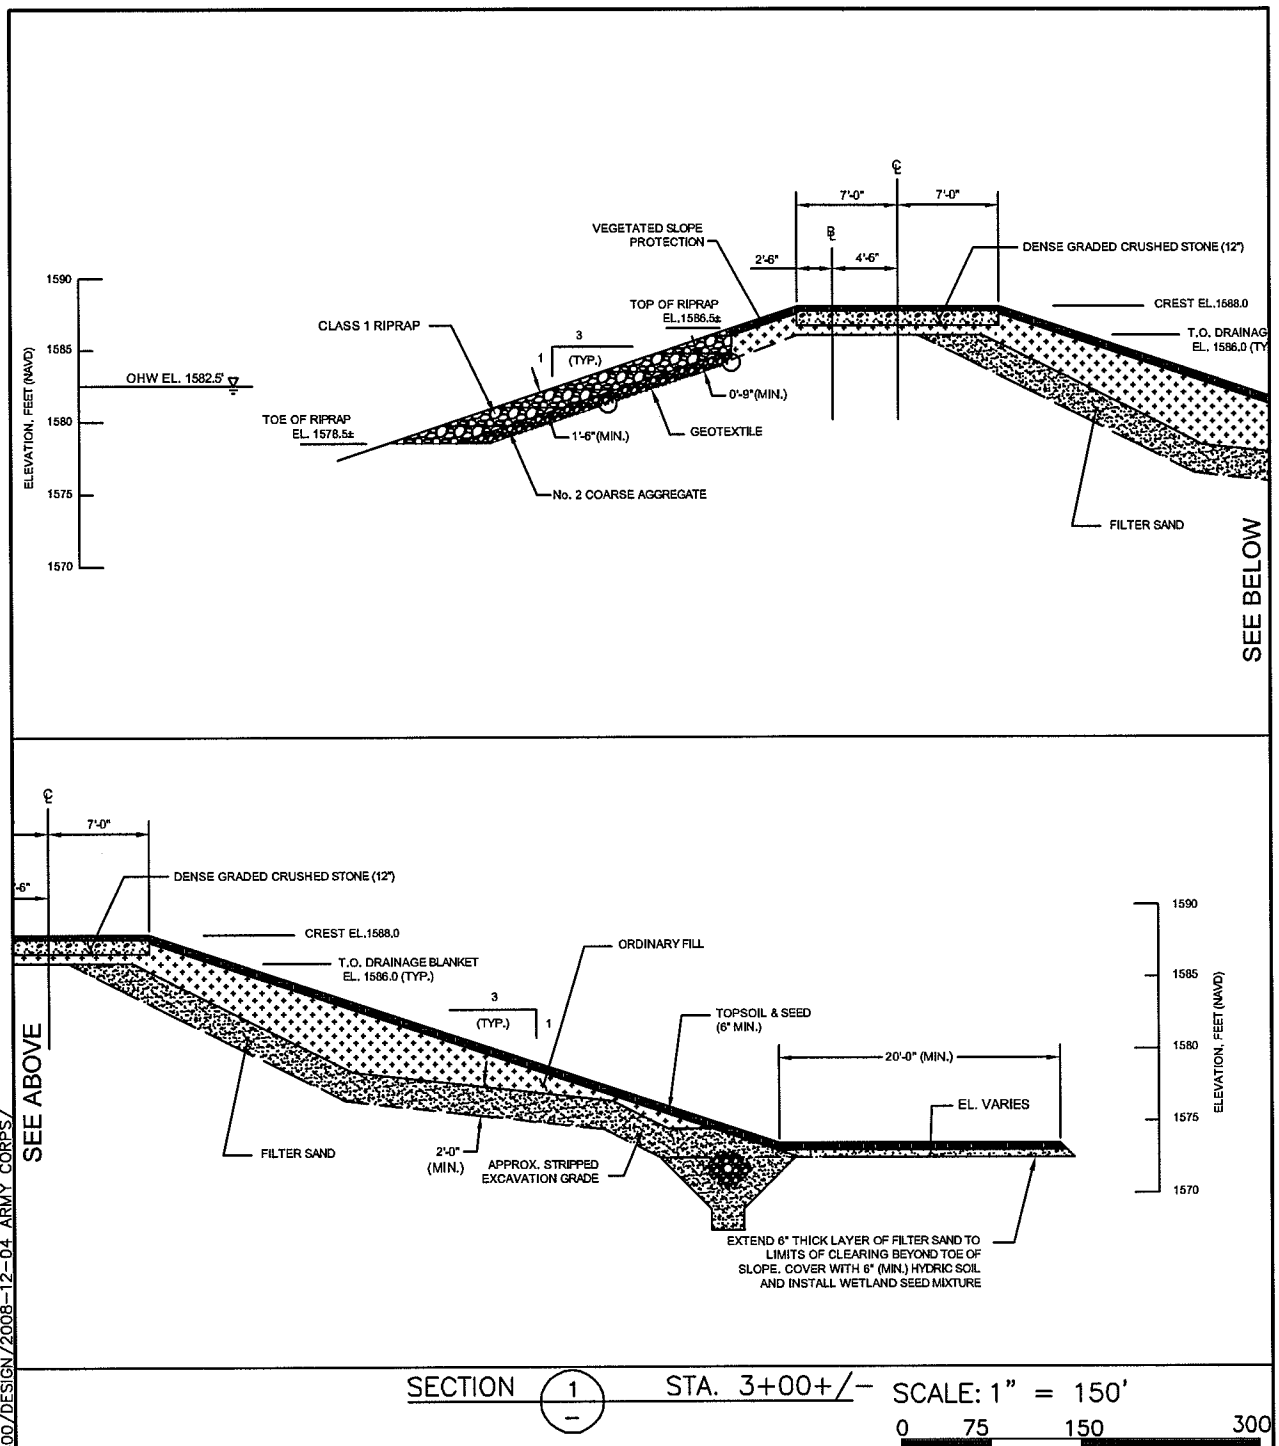 ℄
7'-0" 7'-0"
VEGETATED SLOPE
PROTECTION
2'-6" 4'-6"
DENSE GRADED CRUSHED STONE (12")
1590
TOP OF RIPRAP
EL. 1586.5±
CREST EL. 1588.0
CLASS 1 RIPRAP
3
1 (TYP.)
T.O. DRAINAG
EL. 1586.0 (TY
1585
OHW EL. 1582.5'
0'-9" (MIN.)
TOE OF RIPRAP
EL. 1578.5±
1580
1'-6" (MIN.)
GEOTEXTILE
ELEVATION, FEET (NAVD)
1575
No. 2 COARSE AGGREGATE
FILTER SAND
1570
SEE BELOW
℄
7'-0"
DENSE GRADED CRUSHED STONE (12")
'-6"
1590
CREST EL. 1588.0
ORDINARY FILL
T.O. DRAINAGE BLANKET
EL. 1586.0 (TYP.)
1585
3
(TYP.) 1
TOPSOIL & SEED
(6" MIN.)
ELEVATION, FEET (NAVD)
20'-0" (MIN.)
1580
SEE ABOVE
EL. VARIES
1575
FILTER SAND
2'-0"
(MIN.)
APPROX. STRIPPED
EXCAVATION GRADE
1570
EXTEND 6" THICK LAYER OF FILTER SAND TO
LIMITS OF CLEARING BEYOND TOE OF
SLOPE. COVER WITH 6" (MIN.) HYDRIC SOIL
AND INSTALL WETLAND SEED MIXTURE
00/DESIGN/2008-12-04 ARMY CORPS/
SECTION 1 - STA. 3+00+/- SCALE: 1" = 150'
0 75 150 300